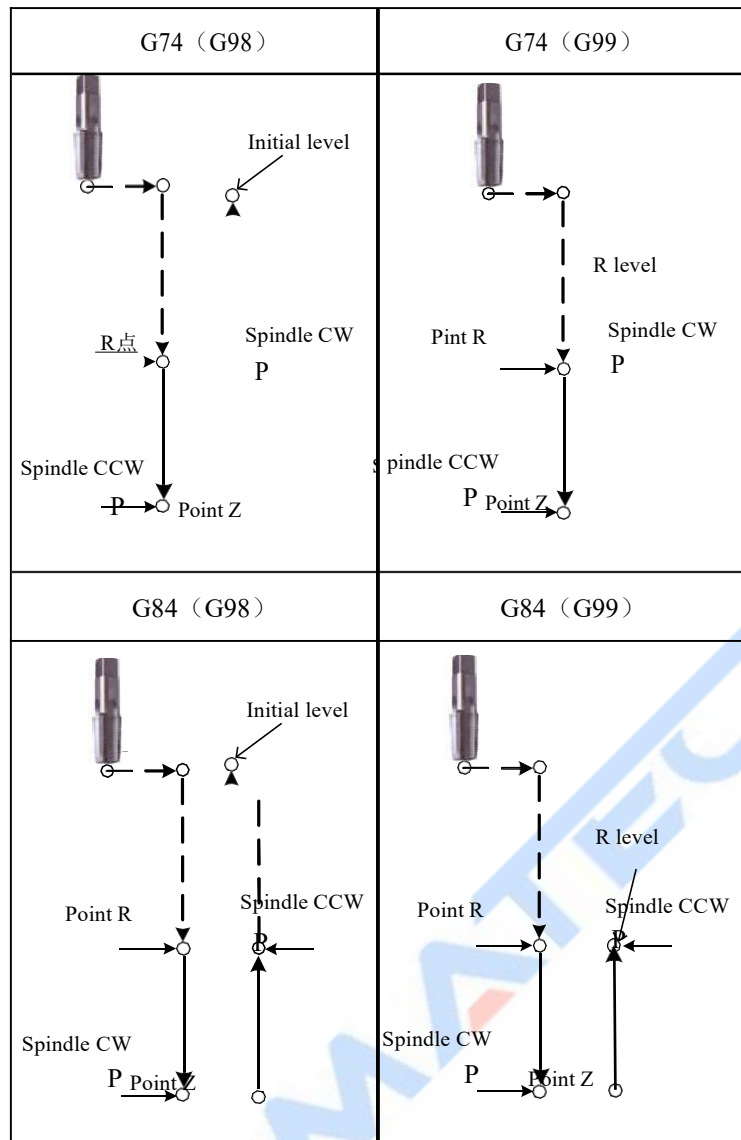 G74（G98）
G74（G99）
Initial level
R level
R点
Spindle CW
P
Pint R
Spindle CW
P
Spindle CCW
P
Point Z
Spindle CCW
P
Point Z
G84（G98）
G84（G99）
Initial level
R level
Point R
Spindle CCW
P
Point R
Spindle CCW
P
Spindle CW
P
Point Z
Spindle CW
P
Point Z